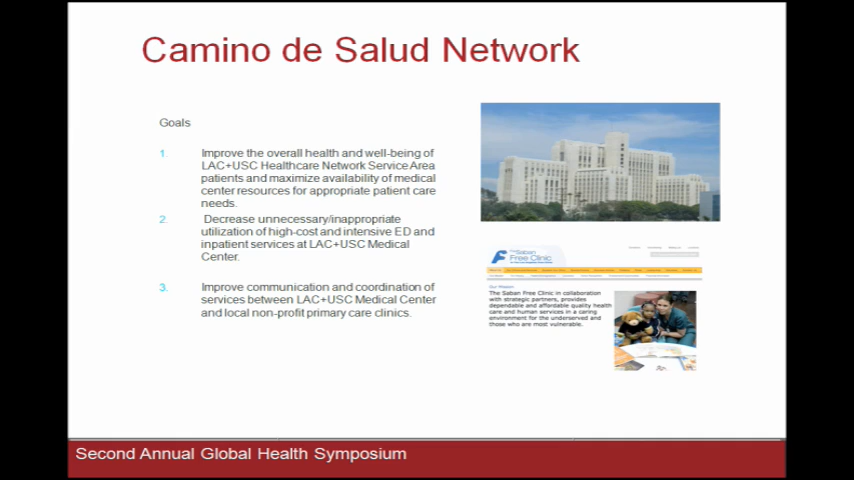 Camino de Salud Network
Goals
1. Improve the overall health and well-being of
LAC+USC Healthcare Network Service Area
patients and maximize availability of medical
center resources for appropriate patient care
needs.
2. Decrease unnecessary/inappropriate
utilization of high-cost and intensive ED and
inpatient services at LAC+USC Medical
Center.
3. Improve communication and coordination of
services between LAC+USC Medical Center
and local non-profit primary care clinics.
The Saban
Free Clinic
Our Mission
The Saban Free Clinic in collaboration
with strategic partners, provides
dependable and affordable quality health
care and human services in a caring
environment for the underserved and
those who are most vulnerable.
Second Annual Global Health Symposium